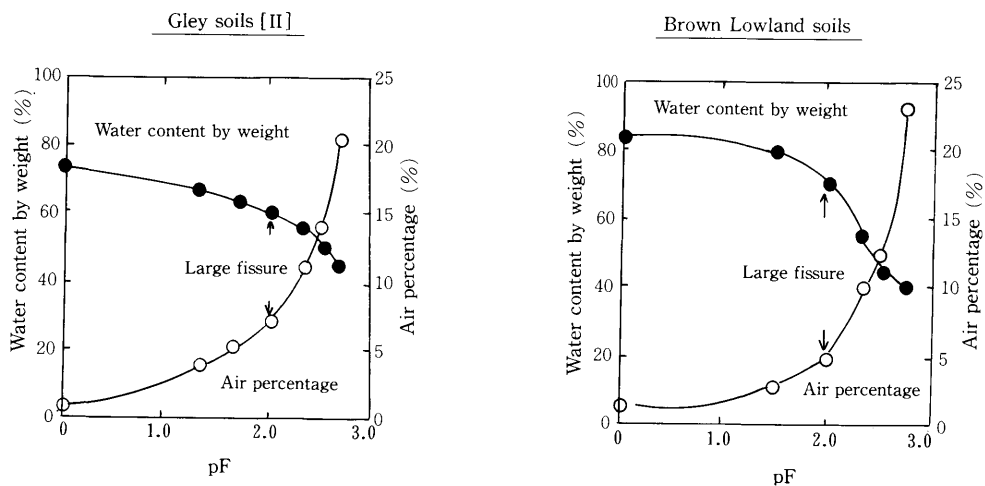 Gley soils [II]
Water content by weight (%)
100
80
60
40
20
0
Water content by weight
Large fissure
Air percentage
25
20
15
10
5
0
Air percentage (%)
0 1.0 2.0 3.0
pF
Brown Lowland soils
Water content by weight (%)
100
80
60
40
20
0
Water content by weight
Large fissure
Air percentage
25
20
15
10
5
0
Air percentage (%)
0 1.0 2.0 3.0
pF